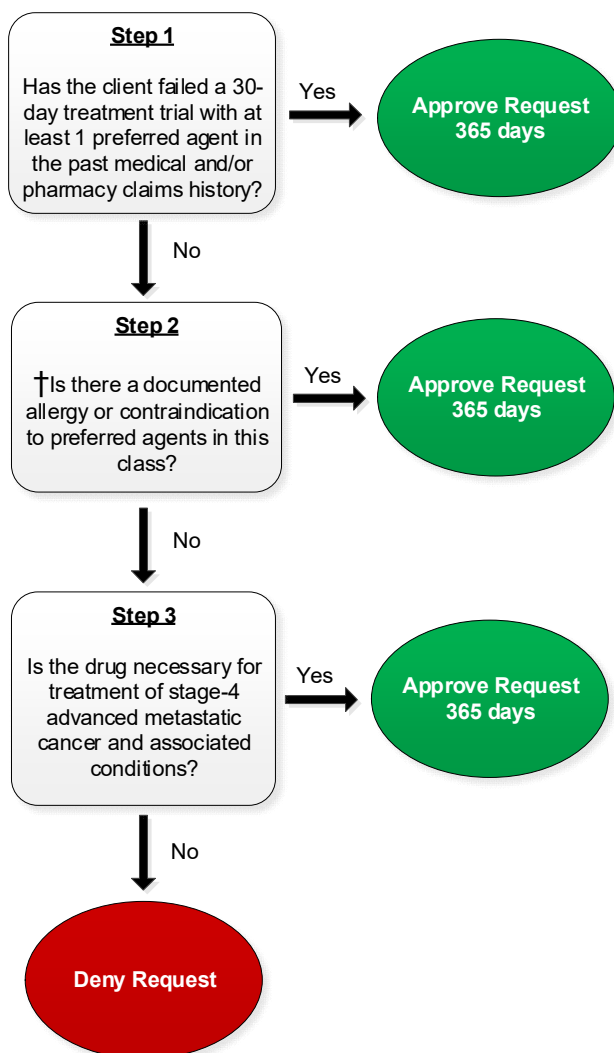 Step 1
Has the client failed a 30-
day treatment trial with at
least 1 preferred agent in
the past medical and/or
pharmacy claims history?
Yes
Approve Request
365 days
No
Step 2
†Is there a documented
allergy or contraindication
to preferred agents in this
class?
Yes
Approve Request
365 days
No
Step 3
Is the drug necessary for
treatment of stage-4
advanced metastatic
cancer and associated
conditions?
Yes
Approve Request
365 days
No
Deny Request